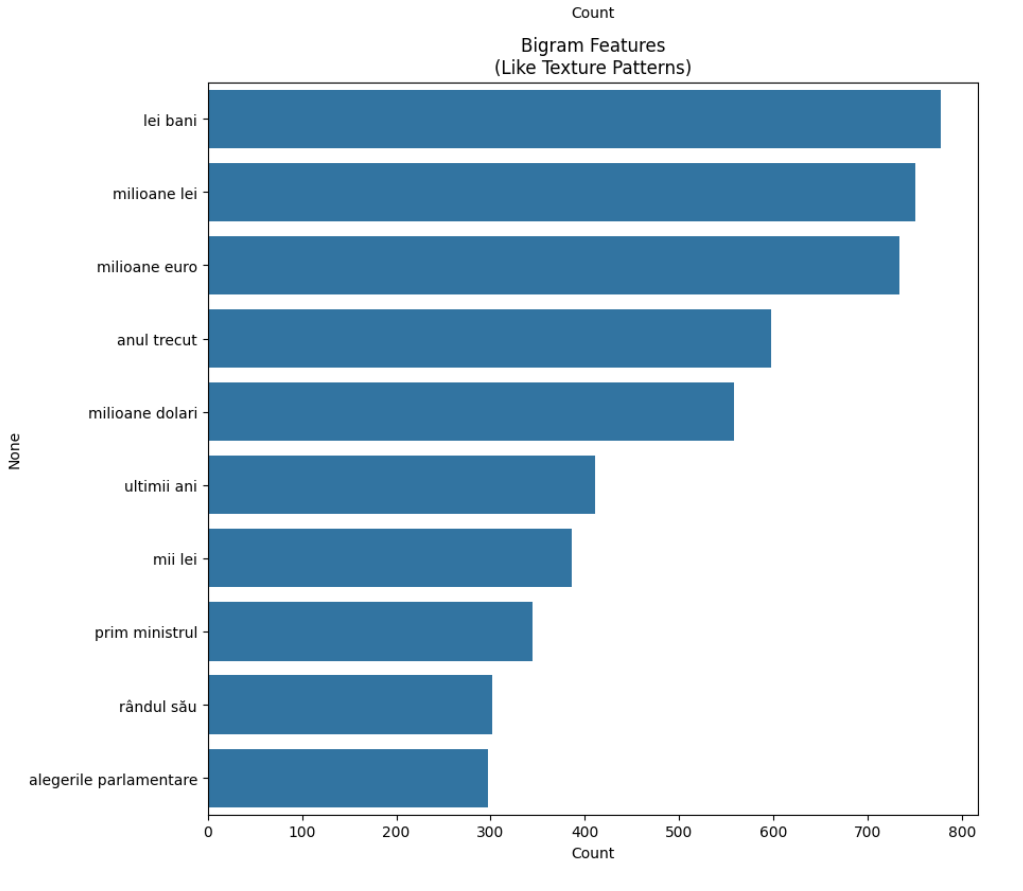 Count
Bigram Features
(Like Texture Patterns)
lei bani
milioane lei
milioane euro
anul trecut
milioane dolari
ultimii ani
mii lei
prim ministrul
rândul său
alegerile parlamentare
None
0 100 200 300 400 500 600 700 800
Count